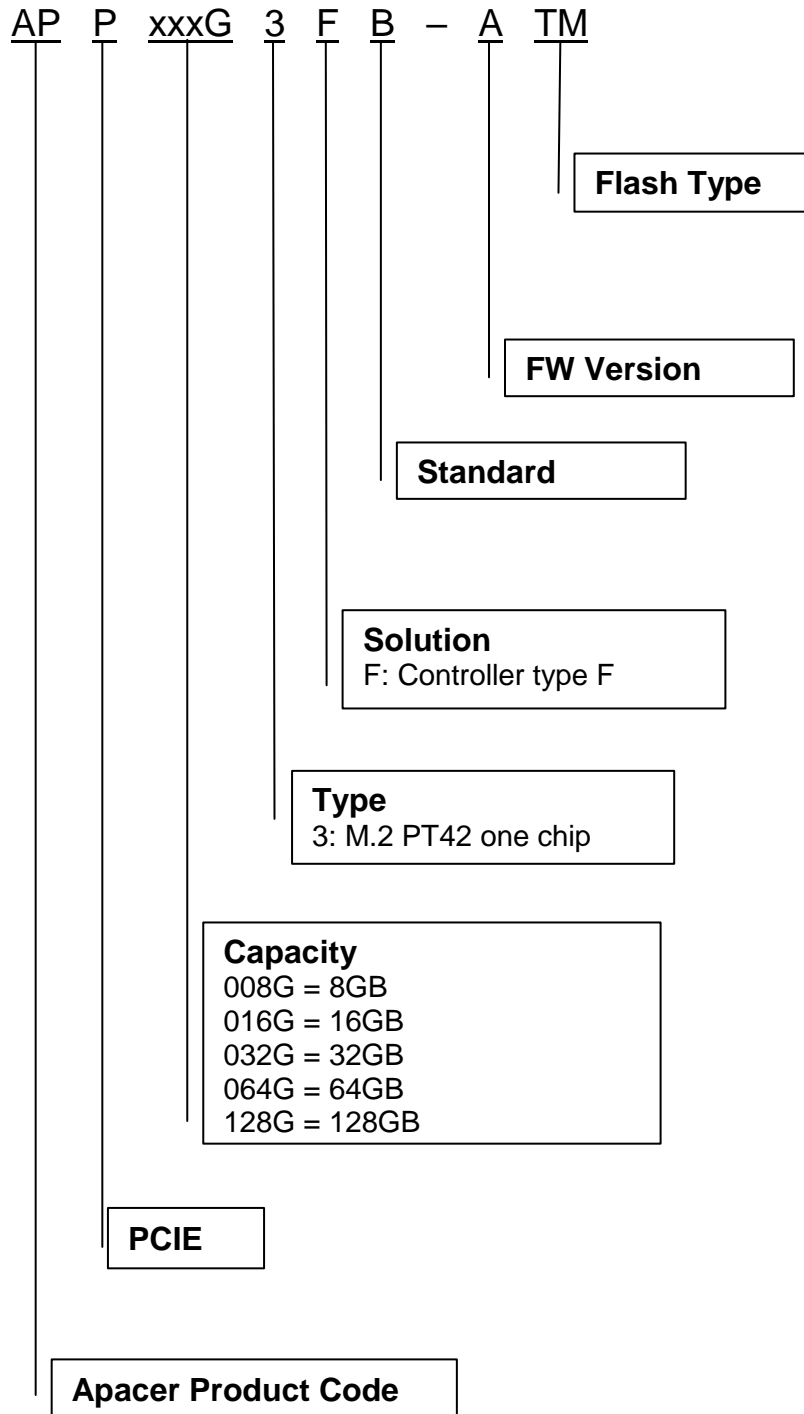 AP P xxxG 3 F B – A TM
Flash Type
FW Version
Standard
Solution
F: Controller type F
Type
3: M.2 PT42 one chip
Capacity
008G = 8GB
016G = 16GB
032G = 32GB
064G = 64GB
128G = 128GB
PCIE
Apacer Product Code